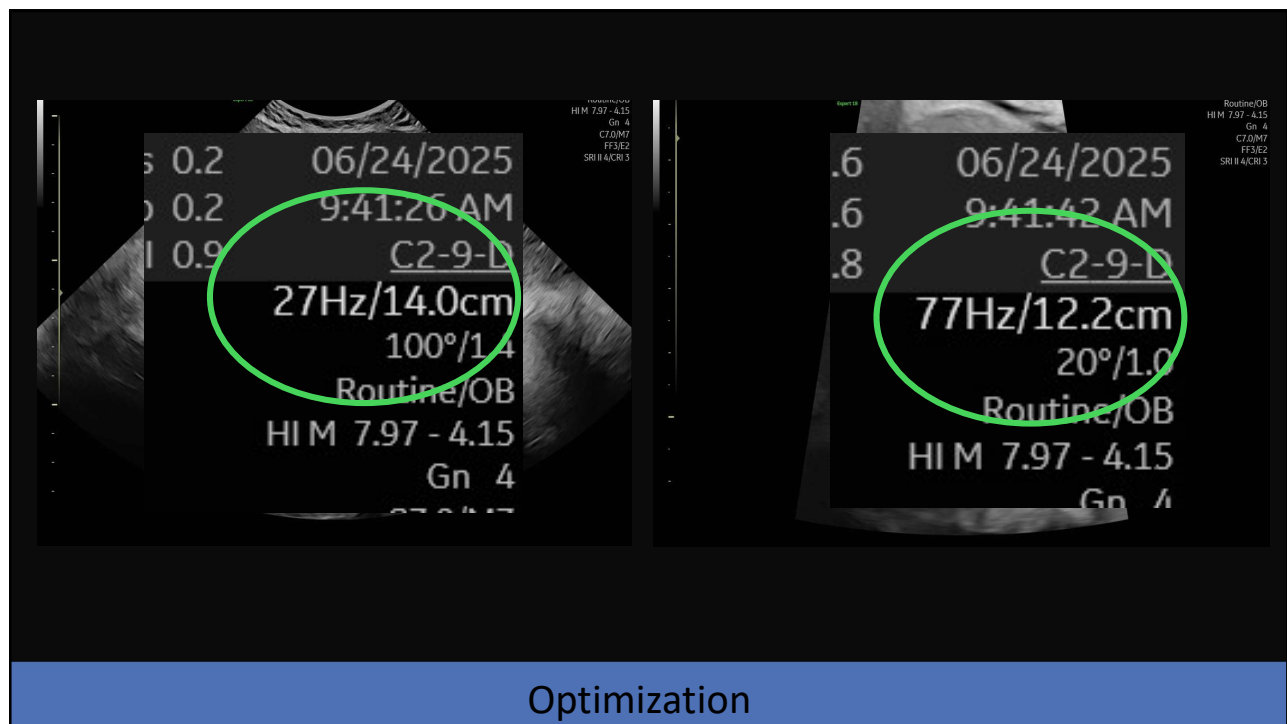 Routine/OB
HI M 7.97 - 4.15
Gn 4
C7.0/M7
FF3/E2
SRI II 4/CRI 3
s 0.2 06/24/2025
0.2 9:41:26 AM
l 0.9 C2-9-D
27Hz/14.0cm
100°/1.4
Routine/OB
HI M 7.97 - 4.15
Gn 4
Expert 18
Routine/OB
HI M 7.97 - 4.15
Gn 4
C7.0/M7
FF3/E2
SRI II 4/CRI 3
.6 06/24/2025
.6 9:41:42 AM
.8 C2-9-D
77Hz/12.2cm
20°/1.0
Routine/OB
HI M 7.97 - 4.15
Gn 4
Optimization